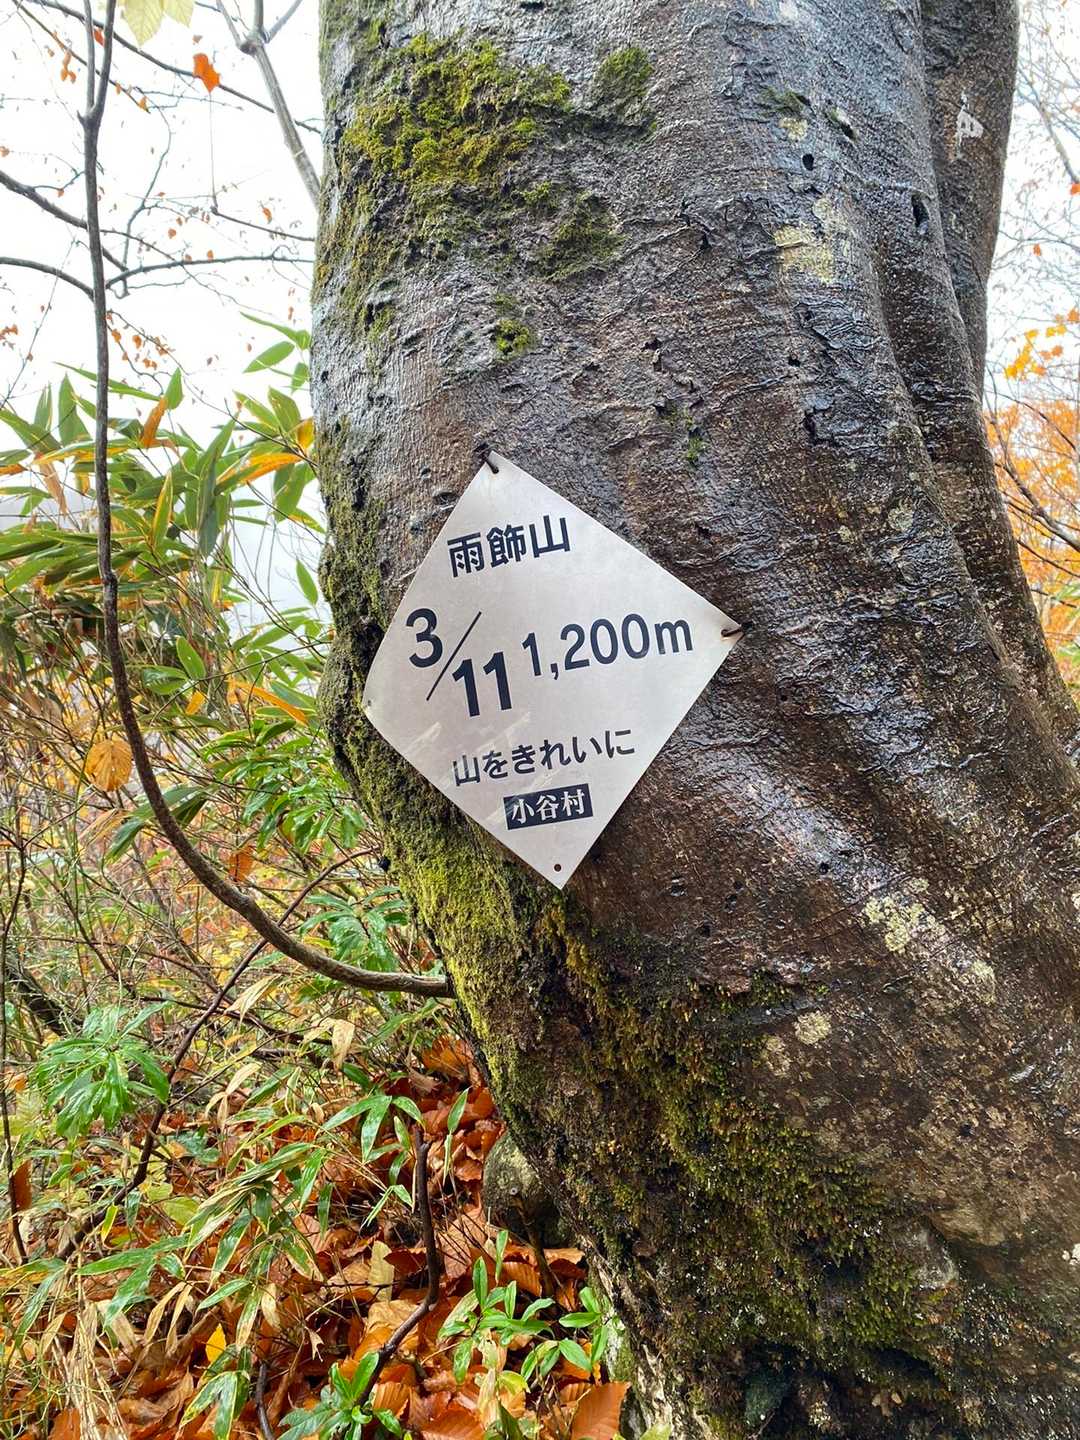 雨飾山
3/11 1,200m
山をきれいに
小谷村